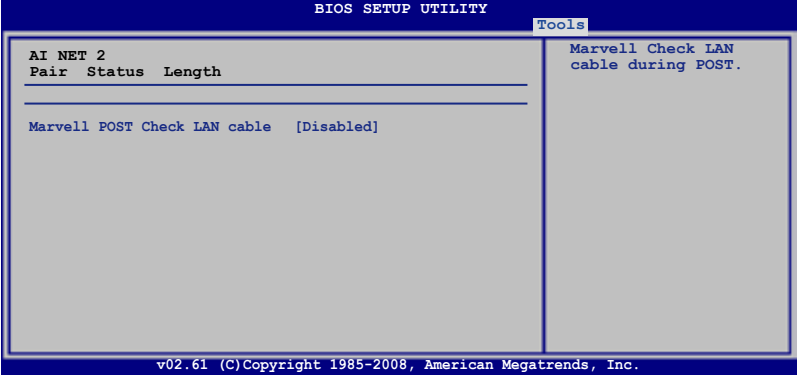 BIOS SETUP UTILITY
Tools
AI NET 2
Pair Status Length
Marvell POST Check LAN cable [Disabled]
Marvell Check LAN
cable during POST.
v02.61 (C)Copyright 1985-2008, American Megatrends, Inc.